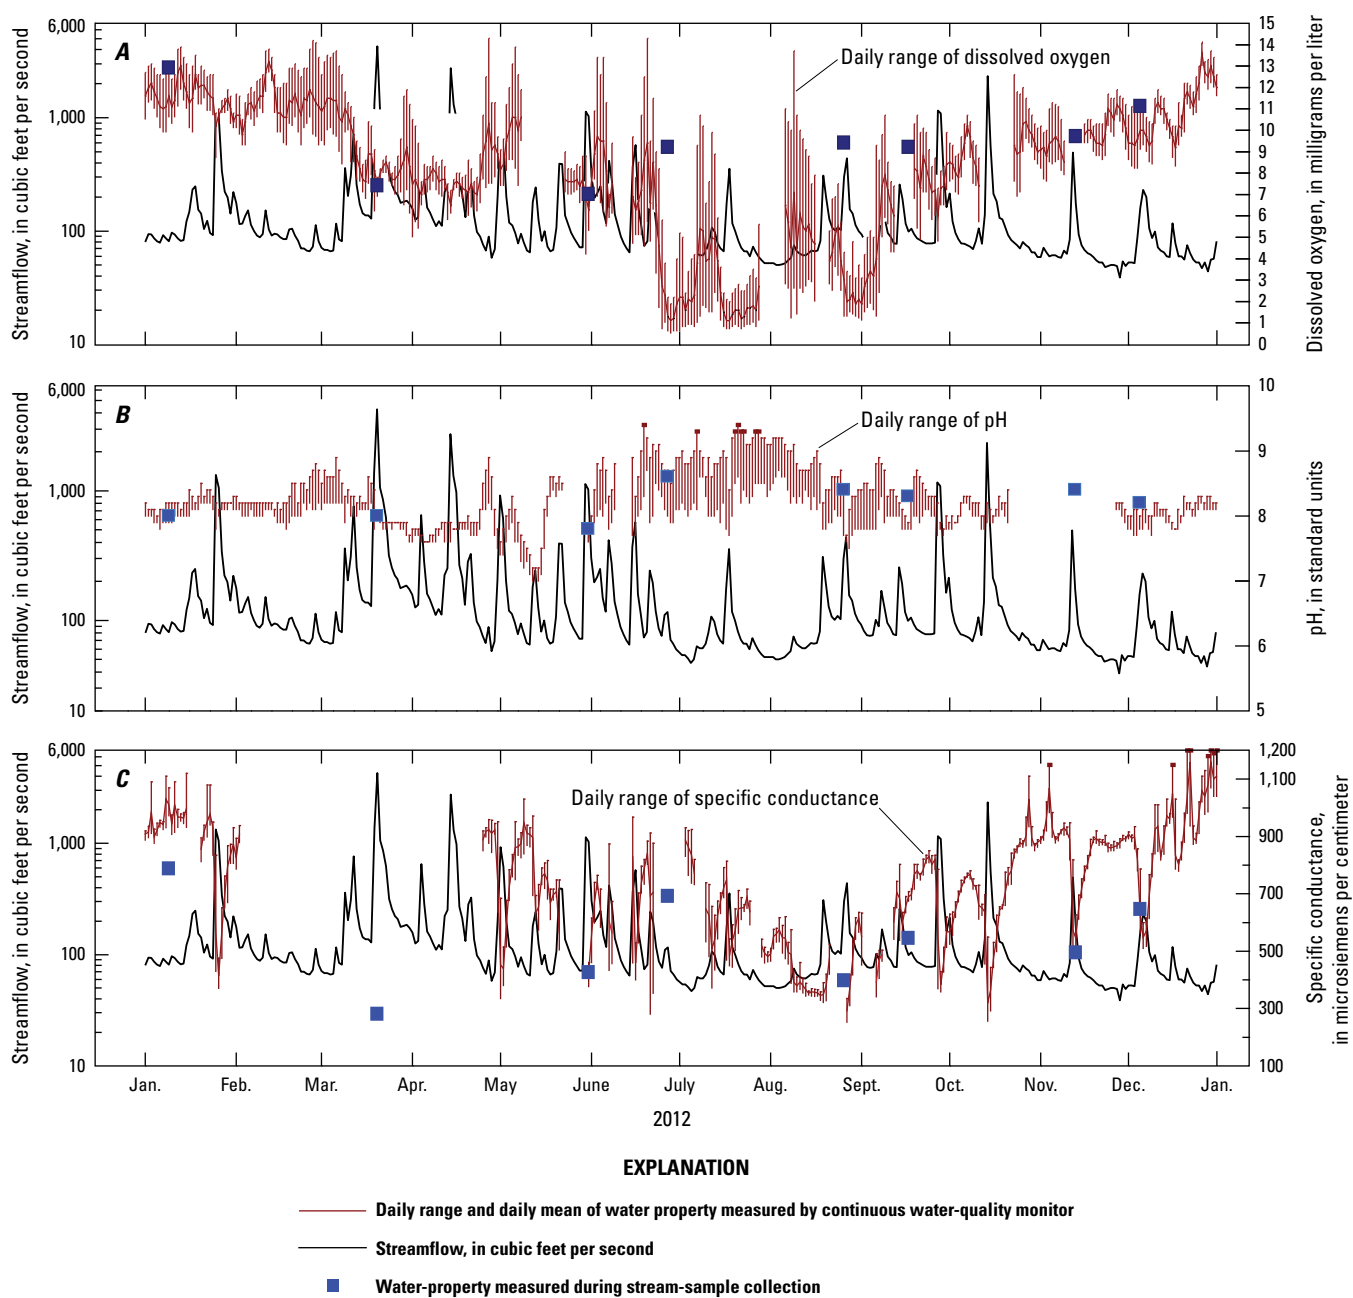 A
Streamflow, in cubic feet per second
6,000
1,000
100
10
Daily range of dissolved oxygen
15
14
13
12
11
10
9
8
7
6
5
4
3
2
1
0
Dissolved oxygen, in milligrams per liter
B
Streamflow, in cubic feet per second
6,000
1,000
100
10
Daily range of pH
10
9
8
7
6
5
pH, in standard units
C
Streamflow, in cubic feet per second
6,000
1,000
100
10
Daily range of specific conductance
1,200
1,100
900
700
500
300
100
Specific conductance,
in microsiemens per centimeter
Jan. Feb. Mar. Apr. May June July Aug. Sept. Oct. Nov. Dec. Jan.
2012
EXPLANATION
Daily range and daily mean of water property measured by continuous water-quality monitor
Streamflow, in cubic feet per second
Water-property measured during stream-sample collection